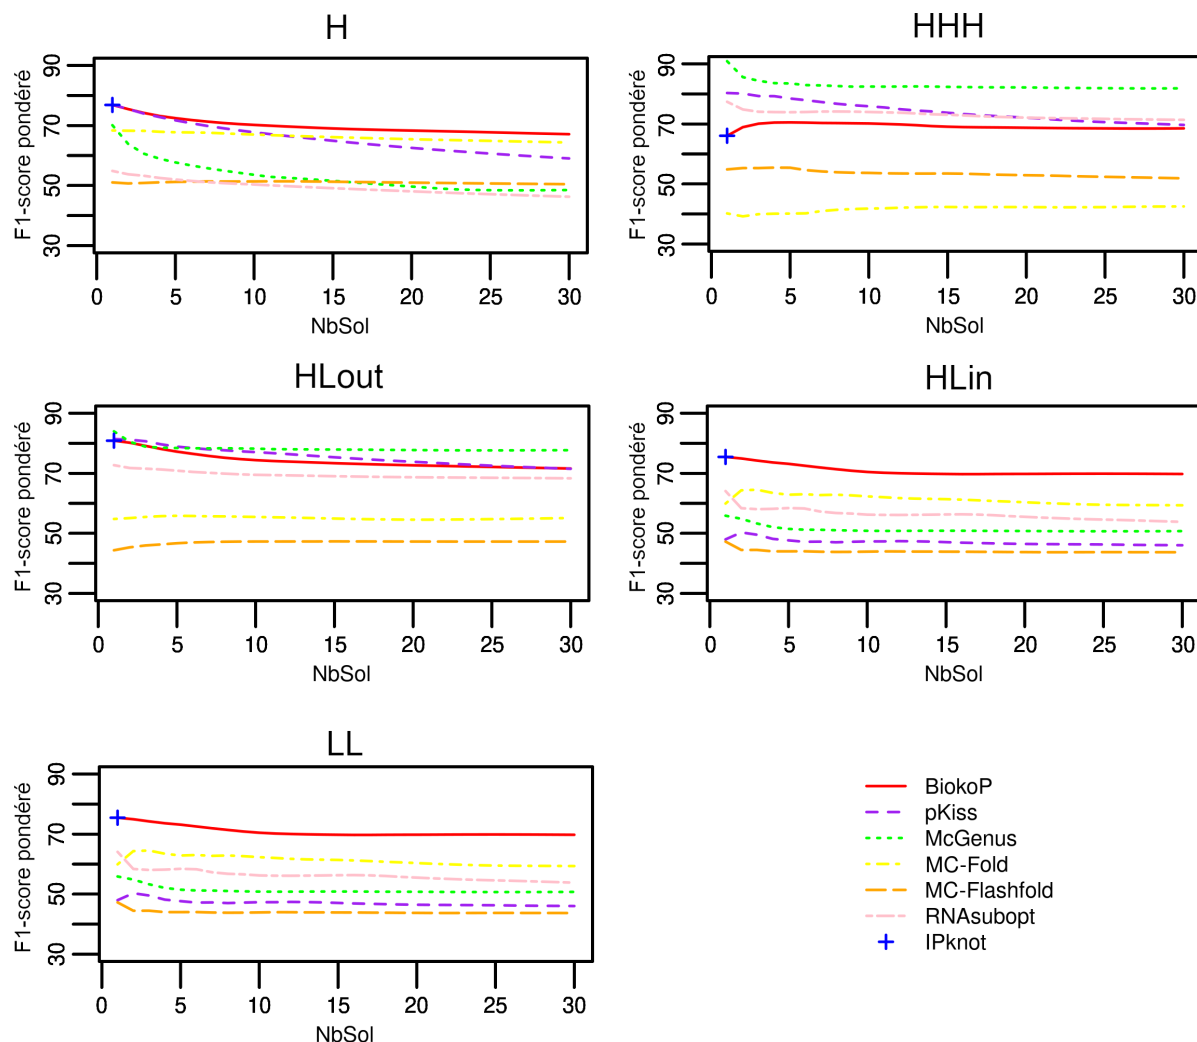 H
F1-score pondéré
90
70
50
30
0 5 10 15 20 25 30
NbSol
HHH
F1-score pondéré
90
70
50
30
0 5 10 15 20 25 30
NbSol
HLout
F1-score pondéré
90
70
50
30
0 5 10 15 20 25 30
NbSol
HLin
F1-score pondéré
90
70
50
30
0 5 10 15 20 25 30
NbSol
LL
F1-score pondéré
90
70
50
30
0 5 10 15 20 25 30
NbSol
BiokoP
pKiss
McGenus
MC-Fold
MC-Flashfold
RNAsubopt
IPknot